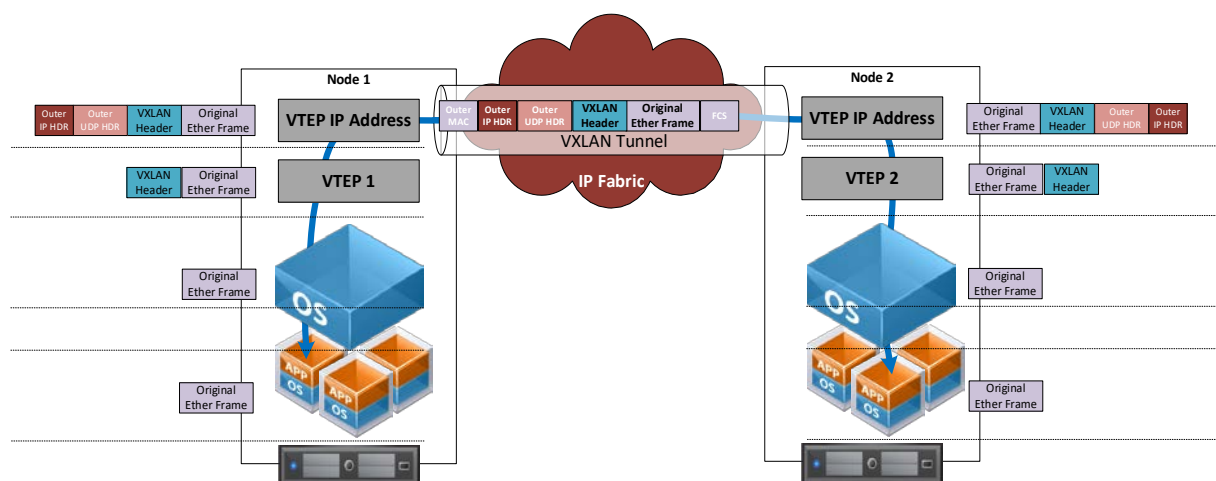 Node 1
Node 2
Outer
IP HDR
Outer
UDP HDR
VXLAN
Header
Original
Ether Frame
VTEP IP Address
Outer
MAC
Outer
IP HDR
Outer
UDP HDR
VXLAN
Header
Original
Ether Frame
FCS
VXLAN Tunnel
IP Fabric
VTEP IP Address
Original
Ether Frame
VXLAN
Header
Outer
UDP HDR
Outer
IP HDR
VXLAN
Header
Original
Ether Frame
VTEP 1
VTEP 2
Original
Ether Frame
VXLAN
Header
Original
Ether Frame
OS
OS
Original
Ether Frame
Original
Ether Frame
APP
OS
APP
OS
APP
OS
APP
OS
Original
Ether Frame